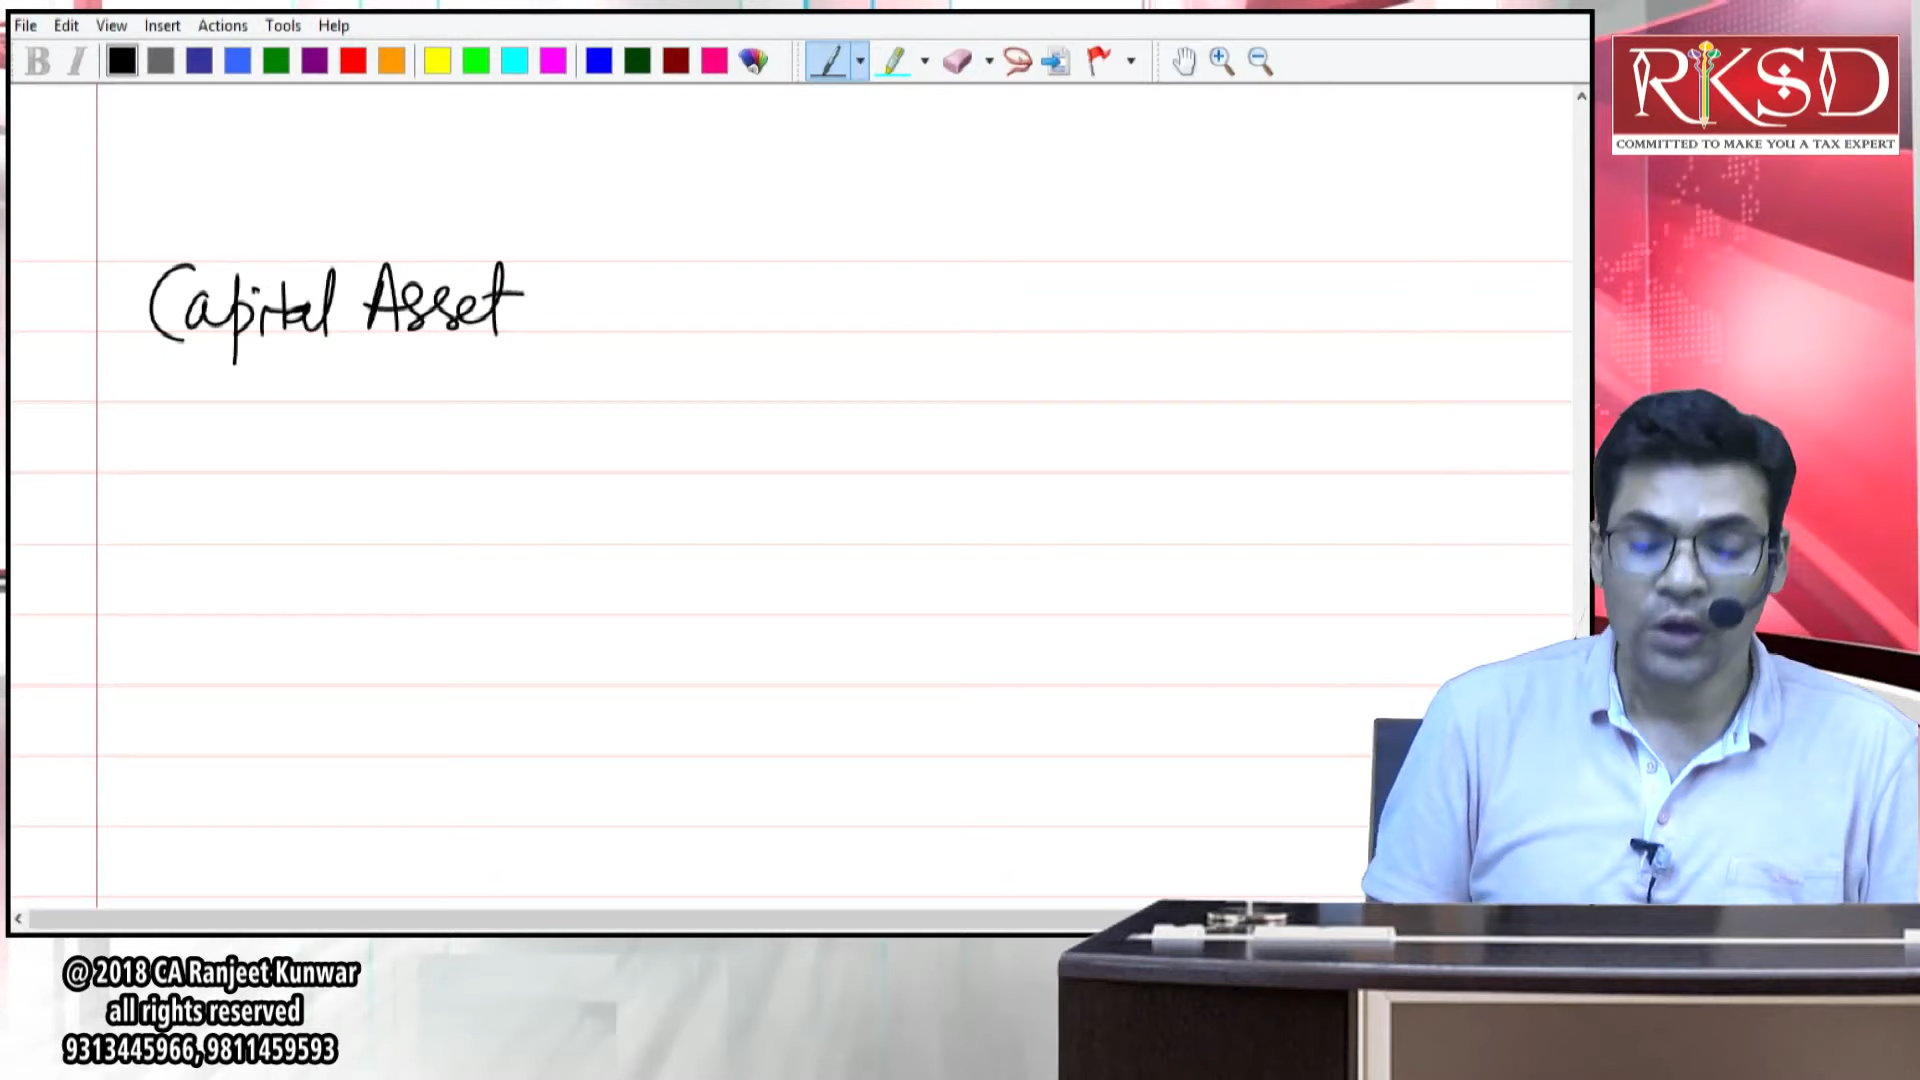 File Edit View Insert Actions Tools Help
B I
RKSD
COMMITTED TO MAKE YOU A TAX EXPERT
Capital Asset
@ 2018 CA Ranjeet Kunwar
all rights reserved
9313445966, 9811459593